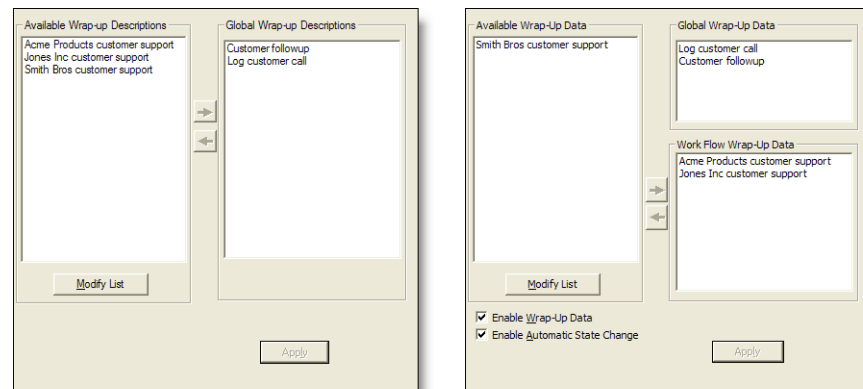 Available Wrap-up Descriptions
Acme Products customer support
Jones Inc customer support
Smith Bros customer support
Modify List
Global Wrap-up Descriptions
Customer followup
Log customer call
Apply
Available Wrap-Up Data
Smith Bros customer support
Modify List
Global Wrap-Up Data
Log customer call
Customer followup
Work Flow Wrap-Up Data
Acme Products customer support
Jones Inc customer support
Enable Wrap-Up Data
Enable Automatic State Change
Apply